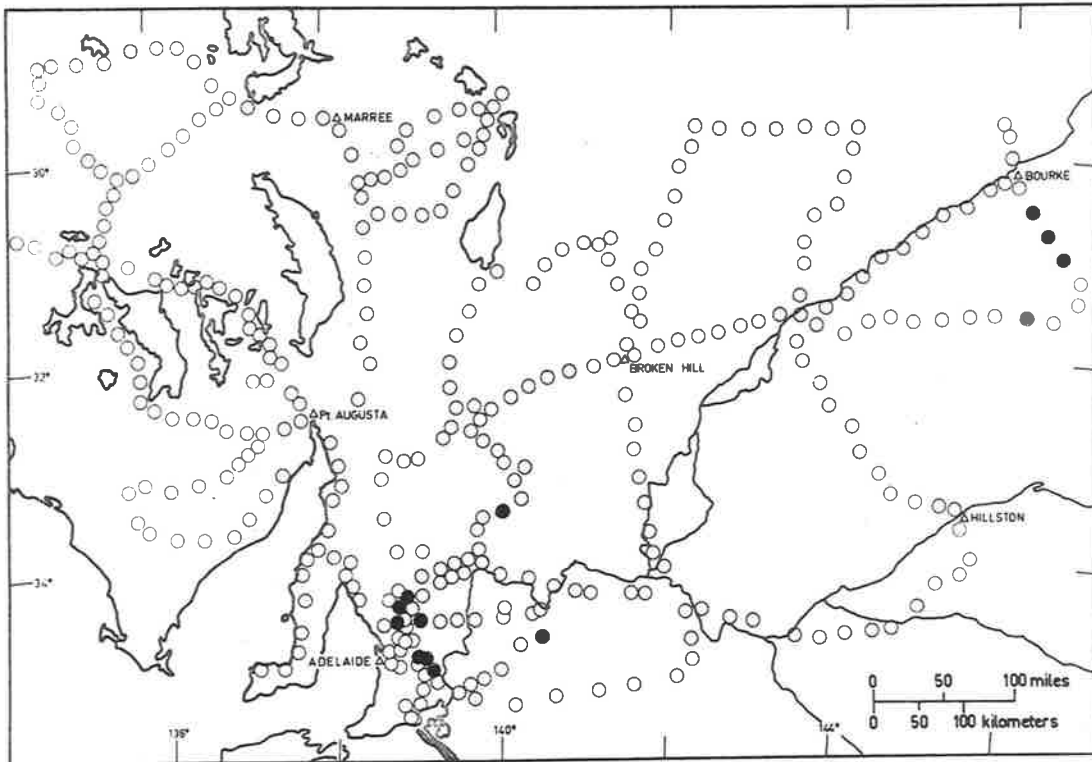 MARREE
30°
BOURKE
32°
BROKEN HILL
Pt. AUGUSTA
HILLSTON
34°
ADELAIDE
0 50 100 miles
0 50 100 kilometers
136°
140°
144°